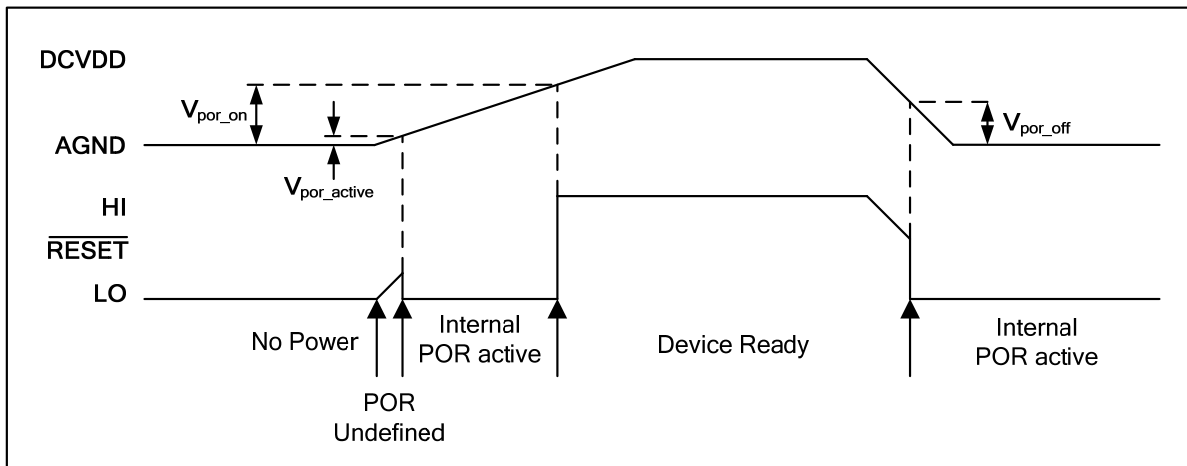 DCVDD
Vpor_on
AGND
Vpor_active
Vpor_off
HI
RESET
LO
No Power
Internal
POR active
Device Ready
Internal
POR active
POR
Undefined